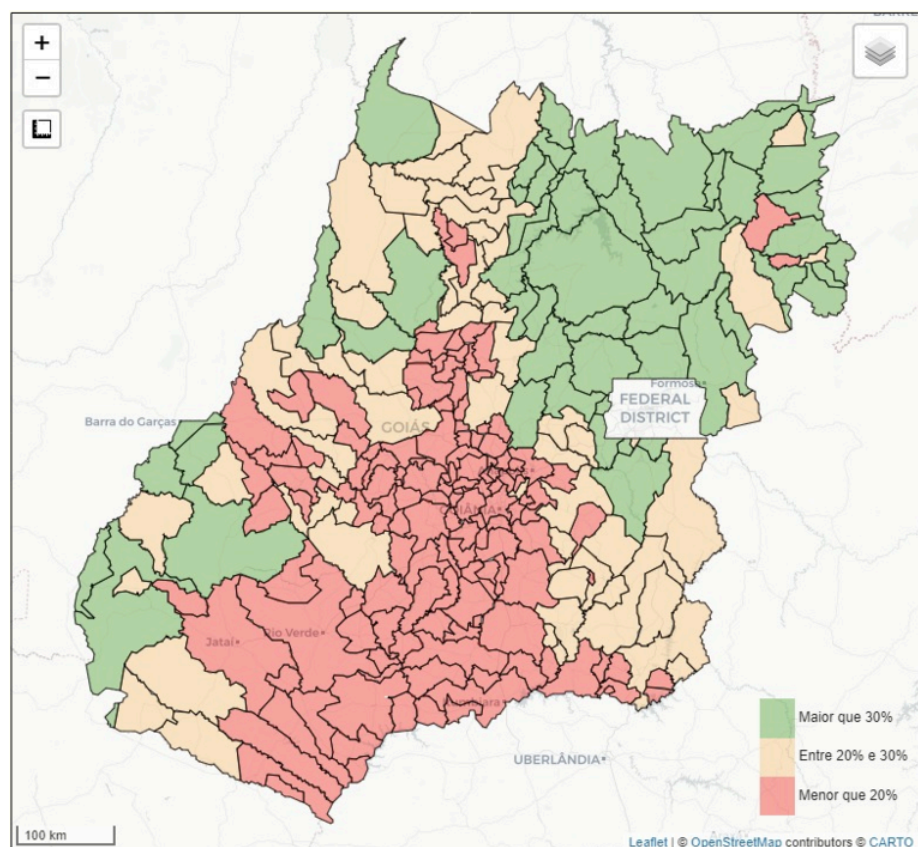 +
−
Barra do Garças
GOIÁS
Formosa
FEDERAL
DISTRICT
GOIÂNIA
Jataí
Rio Verde
Itumbiara
UBERLÂNDIA
Maior que 30%
Entre 20% e 30%
Menor que 20%
100 km
Leaflet | © OpenStreetMap contributors © CARTO